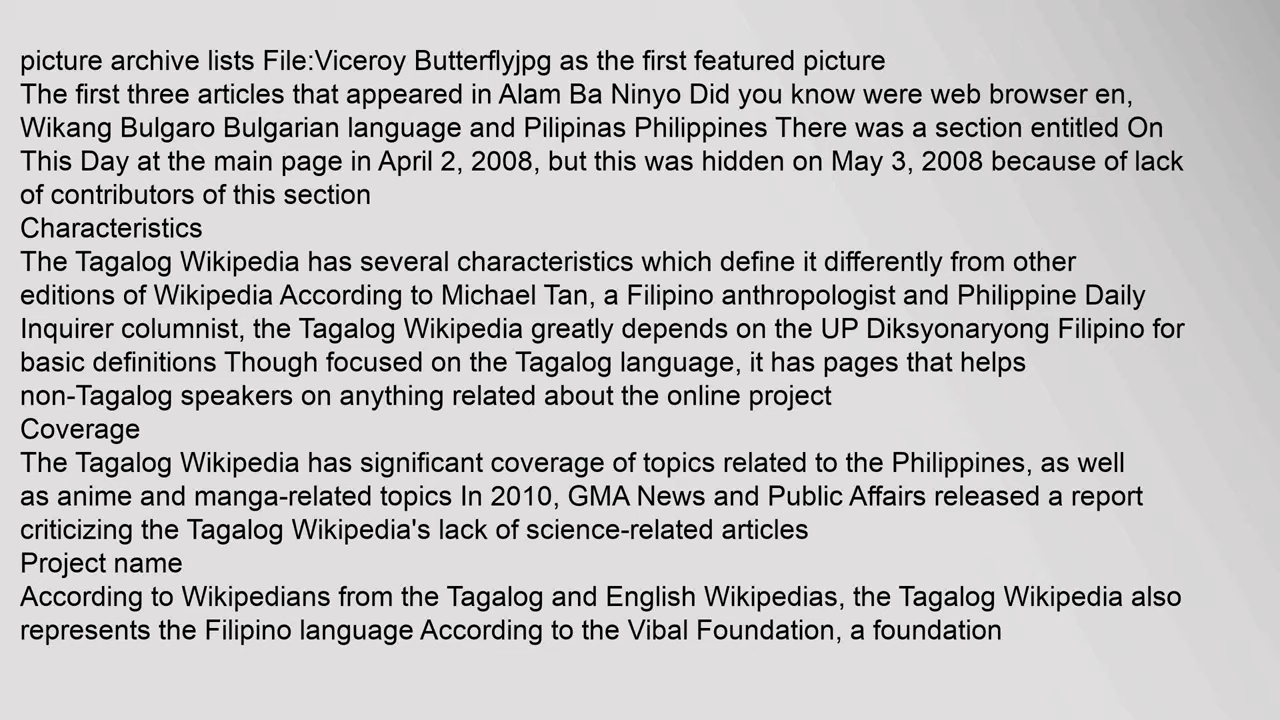 picture archive lists File:Viceroy Butterflyjpg as the first featured picture
The first three articles that appeared in Alam Ba Ninyo Did you know were web browser en,
Wikang Bulgaro Bulgarian language and Pilipinas Philippines There was a section entitled On
This Day at the main page in April 2, 2008, but this was hidden on May 3, 2008 because of lack
of contributors of this section
Characteristics
The Tagalog Wikipedia has several characteristics which define it differently from other
editions of Wikipedia According to Michael Tan, a Filipino anthropologist and Philippine Daily
Inquirer columnist, the Tagalog Wikipedia greatly depends on the UP Diksyonaryong Filipino for
basic definitions Though focused on the Tagalog language, it has pages that helps
non-Tagalog speakers on anything related about the online project
Coverage
The Tagalog Wikipedia has significant coverage of topics related to the Philippines, as well
as anime and manga-related topics In 2010, GMA News and Public Affairs released a report
criticizing the Tagalog Wikipedia's lack of science-related articles
Project name
According to Wikipedians from the Tagalog and English Wikipedias, the Tagalog Wikipedia also
represents the Filipino language According to the Vibal Foundation, a foundation